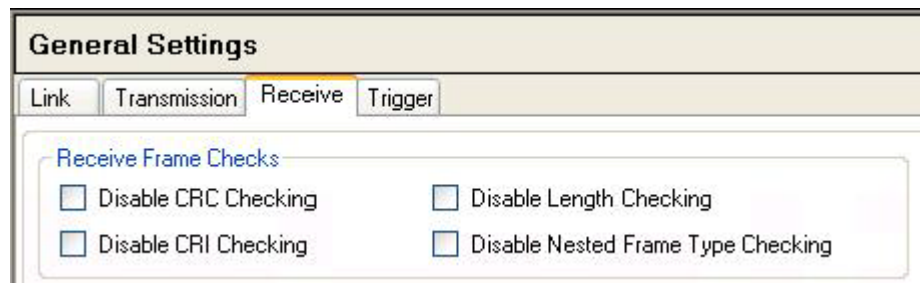 General Settings
Link Transmission Receive Trigger
Receive Frame Checks
Disable CRC Checking Disable Length Checking
Disable CRI Checking Disable Nested Frame Type Checking